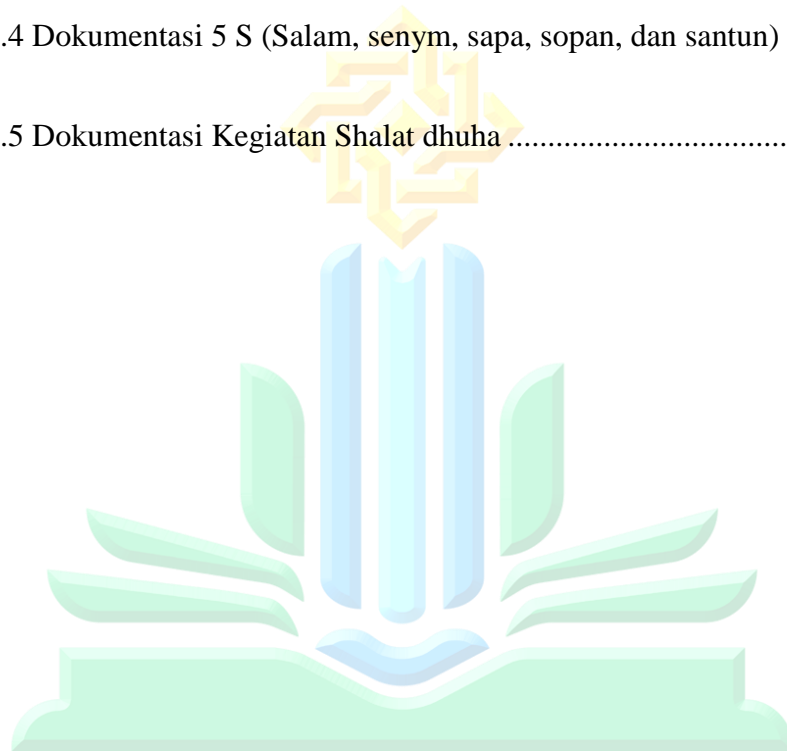 .4 Dokumentasi 5 S (Salam, senym, sapa, sopan, dan santun)
.5 Dokumentasi Kegiatan Shalat dhuha ...................................